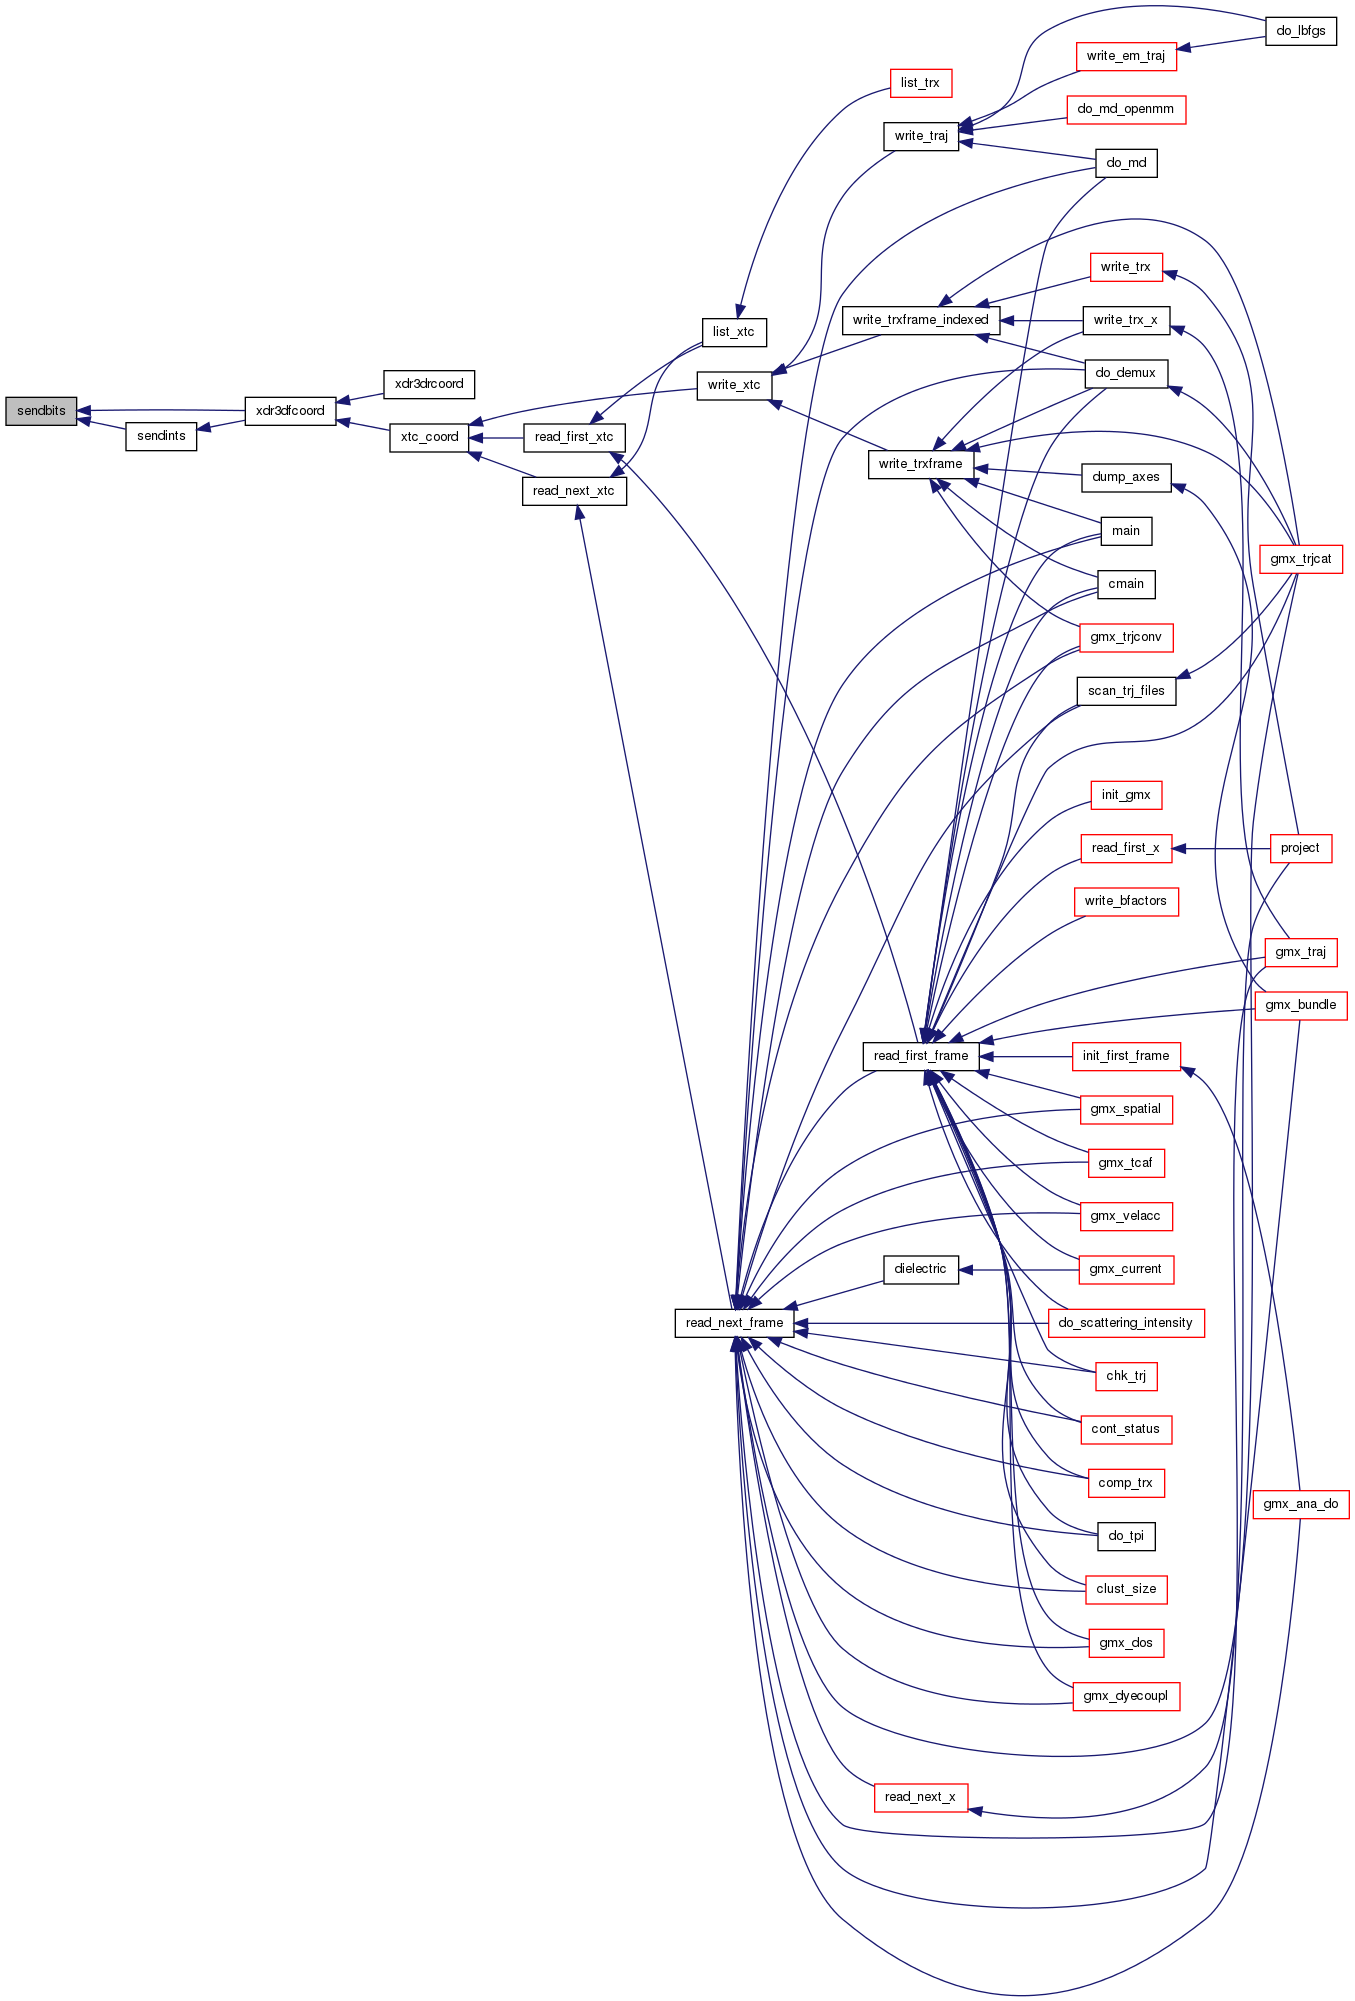 sendbits
sendints
xdr3dfcoord
xdr3drcoord
xtc_coord
read_first_xtc
read_next_xtc
list_xtc
write_xtc
list_trx
write_traj
write_trxframe_indexed
write_trxframe
read_first_frame
dielectric
read_next_frame
read_next_x
do_lbfgs
write_em_traj
do_md_openmm
do_md
write_trx
write_trx_x
do_demux
dump_axes
main
cmain
gmx_trjconv
scan_trj_files
init_gmx
read_first_x
write_bfactors
init_first_frame
gmx_spatial
gmx_tcaf
gmx_velacc
gmx_current
do_scattering_intensity
chk_trj
cont_status
comp_trx
do_tpi
clust_size
gmx_dos
gmx_dyecoupl
gmx_trjcat
project
gmx_traj
gmx_bundle
gmx_ana_do